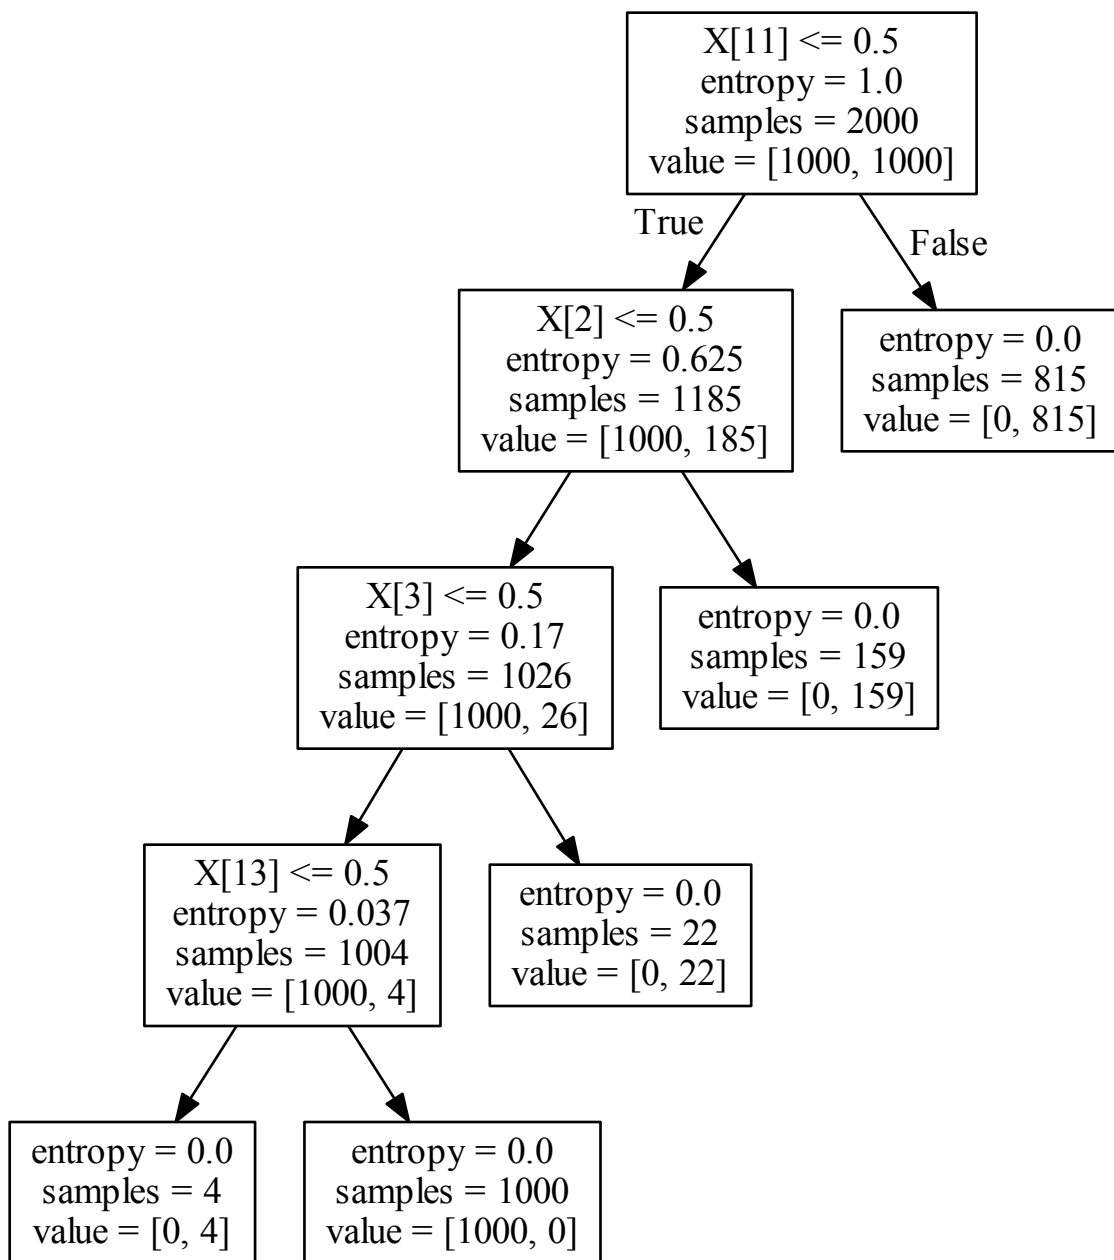 X[11] <= 0.5
entropy = 1.0
samples = 2000
value = [1000, 1000]
True
False
X[2] <= 0.5
entropy = 0.625
samples = 1185
value = [1000, 185]
entropy = 0.0
samples = 815
value = [0, 815]
X[3] <= 0.5
entropy = 0.17
samples = 1026
value = [1000, 26]
entropy = 0.0
samples = 159
value = [0, 159]
X[13] <= 0.5
entropy = 0.037
samples = 1004
value = [1000, 4]
entropy = 0.0
samples = 22
value = [0, 22]
entropy = 0.0
samples = 4
value = [0, 4]
entropy = 0.0
samples = 1000
value = [1000, 0]